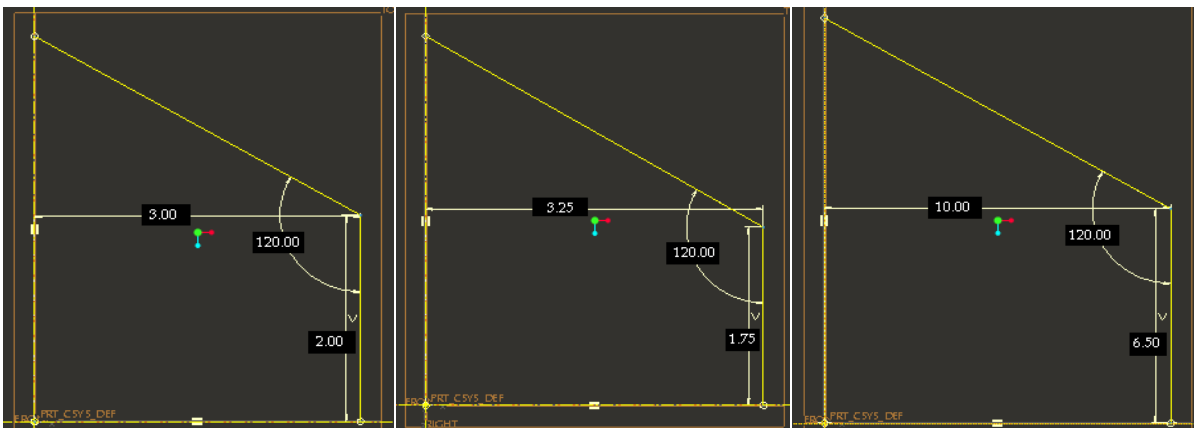 3.00
120.00
2.00
PRT_CSYS_DEF
3.25
120.00
1.75
PRT_CSYS_DEF
RIGHT
10.00
120.00
6.50
PRT_CSYS_DEF